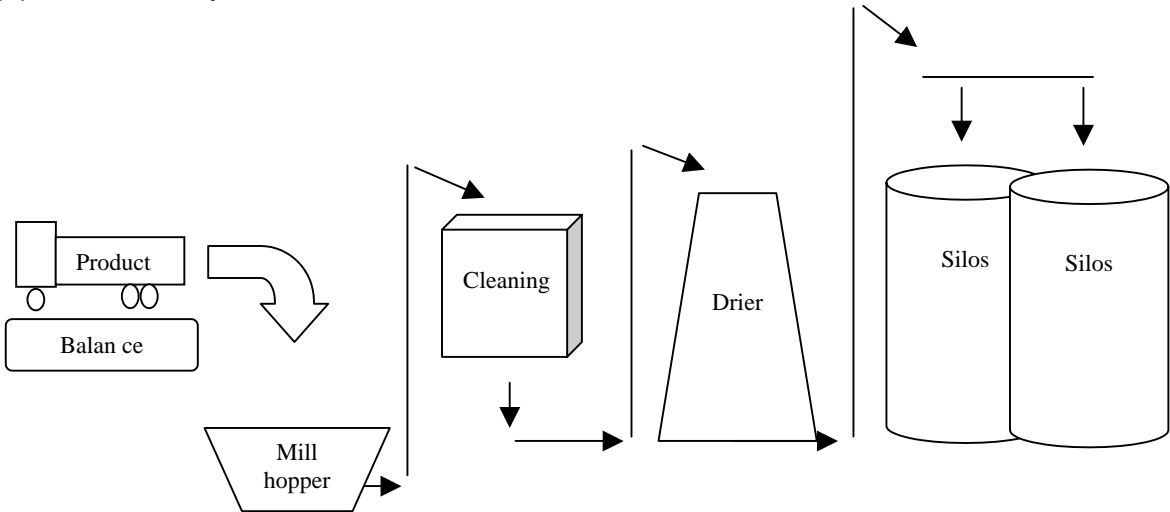 Product
Balan ce
Mill
hopper
Cleaning
Drier
Silos
Silos